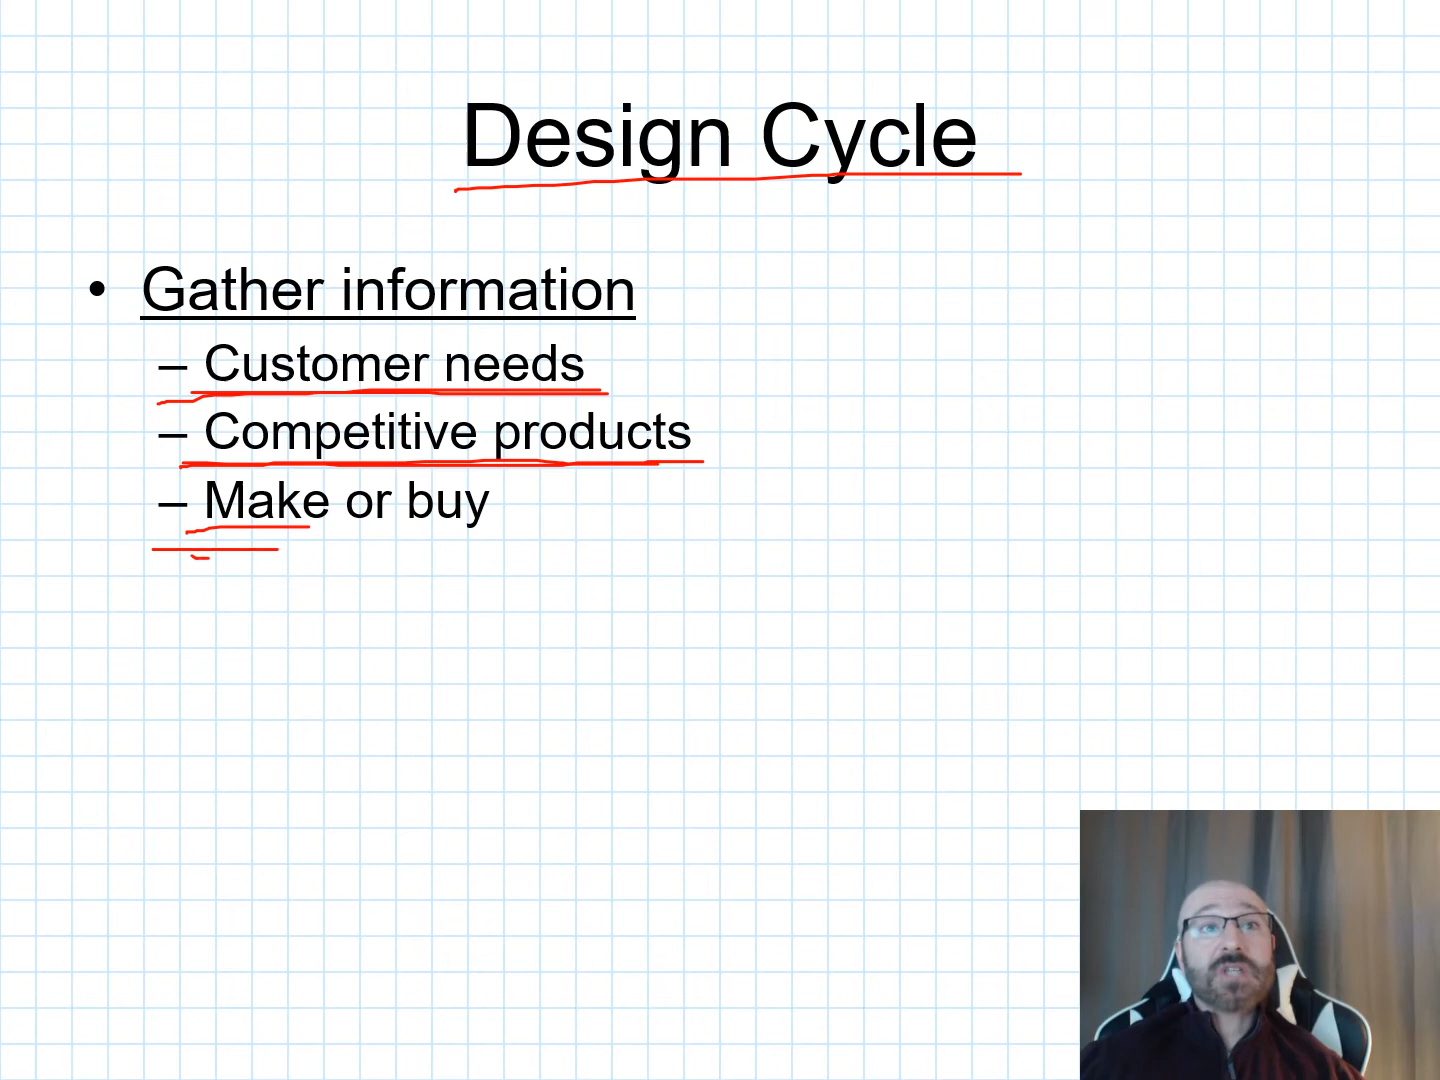 Design Cycle
• Gather information
– Customer needs
– Competitive products
– Make or buy